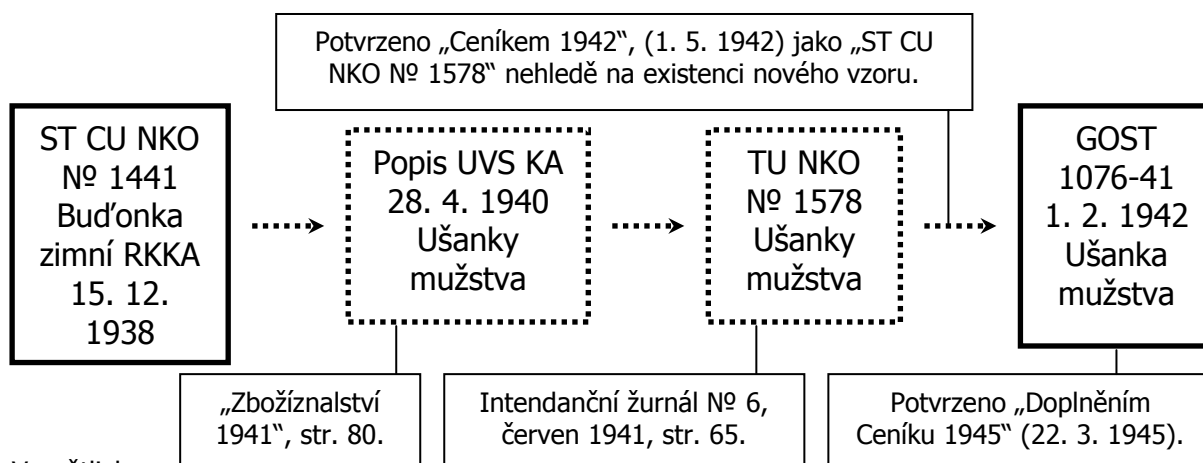 Potvrzeno „Ceníkem 1942“, (1. 5. 1942) jako „ST CU
NKO № 1578“ nehledě na existenci nového vzoru.
ST CU NKO
№ 1441
Buďonka
zimní RKKA
15. 12.
1938
Popis UVS KA
28. 4. 1940
Ušanky
mužstva
TU NKO
№ 1578
Ušanky
mužstva
GOST
1076-41
1. 2. 1942
Ušanka
mužstva
„Zbožíznalství
1941“, str. 80.
Intendanční žurnál № 6,
červen 1941, str. 65.
Potvrzeno „Doplněním
Ceníku 1945“ (22. 3. 1945).